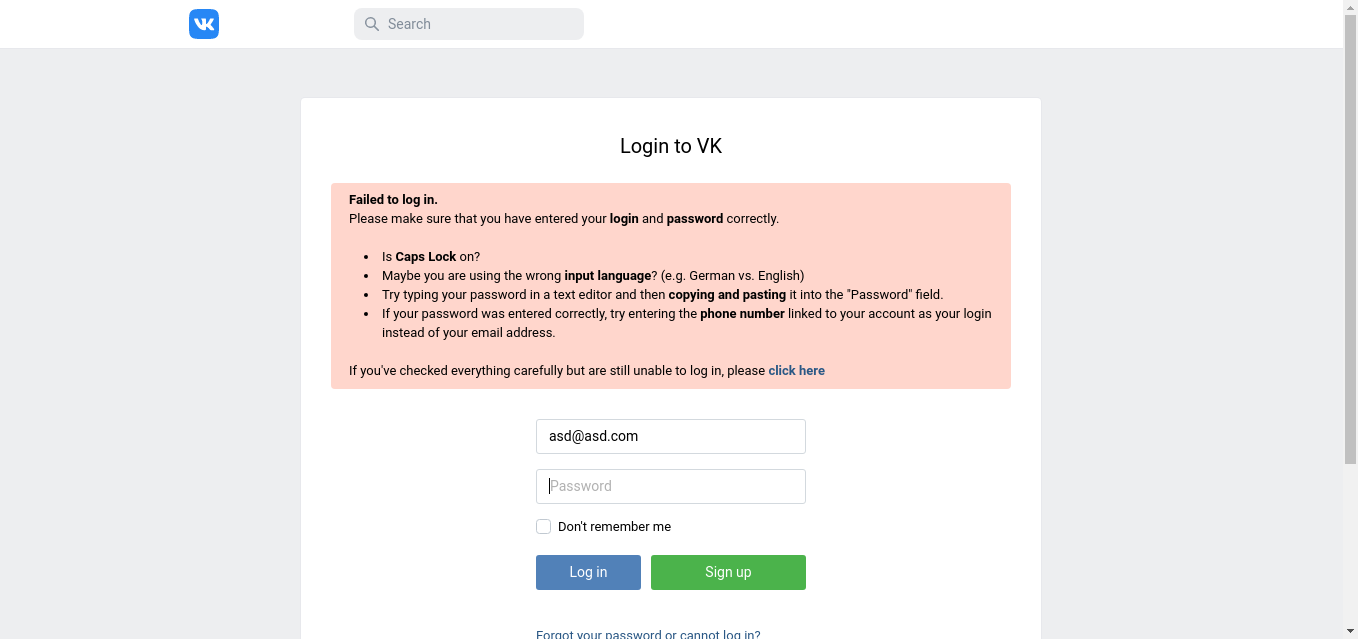 VK
Search
Login to VK
Failed to log in.
Please make sure that you have entered your login and password correctly.
• Is Caps Lock on?
• Maybe you are using the wrong input language? (e.g. German vs. English)
• Try typing your password in a text editor and then copying and pasting it into the "Password" field.
• If your password was entered correctly, try entering the phone number linked to your account as your login
instead of your email address.
If you've checked everything carefully but are still unable to log in, please click here
asd@asd.com
Password
Don't remember me
Log in
Sign up
Forgot your password or cannot log in?